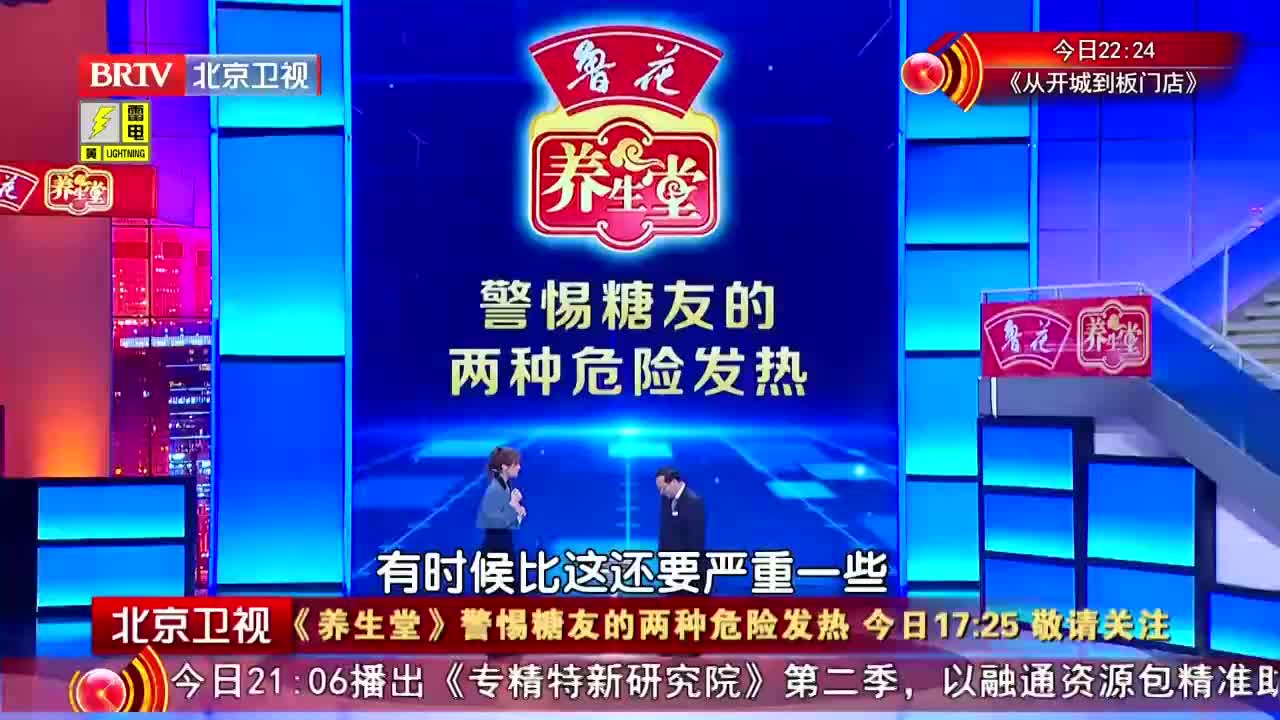 BRTV 北京卫视
雷电
黄 LIGHTNING
今日22:24
《从开城到板门店》
鲁花
养生堂
花 养生堂
警惕糖友的
两种危险发热
鲁花 养生堂
有时候比这还要严重一些
北京卫视 《养生堂》警惕糖友的两种危险发热 今日17:25 敬请关注
今日21:06播出《专精特新研究院》第二季，以融通资源包精准助